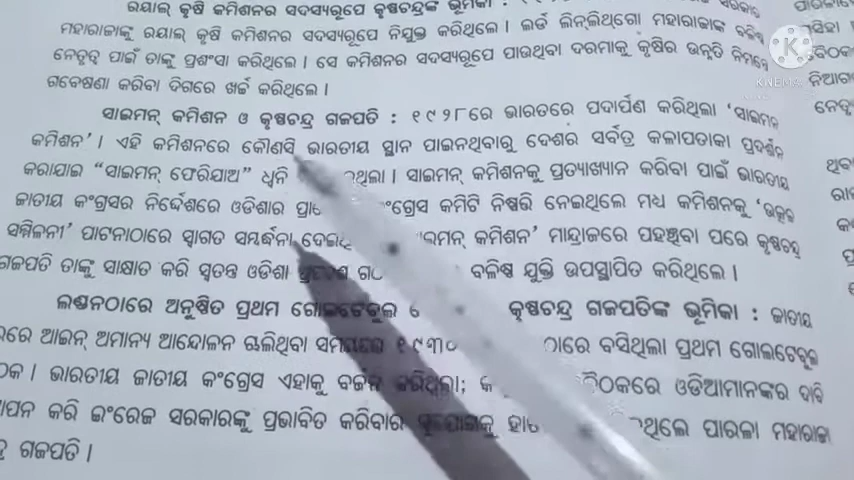 ରୟାଲ୍ କୃଷି କମିଶନର ସଦସ୍ୟରୂପେ କୃଷ୍ଣଚନ୍ଦ୍ରଙ୍କ ଭୂମିକା :
ମହାରାଜାଙ୍କୁ ରୟାଲ୍ କୃଷି କମିଶନର ସଦସ୍ୟରୂପେ ନିଯୁକ୍ତ କରିଥିଲେ । ଲର୍ଡ ଲିନ୍‌ଲିଥ୍‌ଗୋ ମହାରାଜାଙ୍କ ବଳିଷ୍ଠ
ନେତୃତ୍ୱ ପାଇଁ ତାଙ୍କୁ ପ୍ରଶଂସା କରିଥିଲେ । ସେ କମିଶନର ସଦସ୍ୟରୂପେ ପାଉଥିବା ଦରମାକୁ କୃଷିର ଉନ୍ନତି ନିମନ୍ତେ
ଗବେଷଣା କରିବା ଦିଗରେ ଖର୍ଚ୍ଚ କରିଥିଲେ ।
ସାଇମନ୍ କମିଶନ ଓ କୃଷ୍ଣଚନ୍ଦ୍ର ଗଜପତି : ୧୯୨୮ରେ ଭାରତରେ ପଦାର୍ପଣ କରିଥିଲା ‘ସାଇମନ୍
କମିଶନ’ । ଏହି କମିଶନରେ କୌଣସି ଭାରତୀୟ ସ୍ଥାନ ପାଇନଥିବାରୁ ଦେଶର ସର୍ବତ୍ର କଳାପତାକା ପ୍ରଦର୍ଶନ
କରାଯାଇ “ସାଇମନ୍ ଫେରିଯାଅ” ଧ୍ୱନି ଥିଲା । ସାଇମନ୍ କମିଶନକୁ ପ୍ରତ୍ୟାଖ୍ୟାନ କରିବା ପାଇଁ ଭାରତୀୟ
ଜାତୀୟ କଂଗ୍ରେସର ନିର୍ଦ୍ଦେଶରେ ଓଡିଶାର କଂଗ୍ରେସ କମିଟି ନିଷ୍ପତ୍ତି ନେଇଥିଲେ ମଧ୍ୟ କମିଶନକୁ ‘ଉତ୍କଳ
ସମ୍ମିଳନୀ’ ପାଟନାଠାରେ ସ୍ୱାଗତ ସମ୍ବର୍ଦ୍ଧନା କମିଶନ’ ମାନ୍ଦ୍ରାଜରେ ପହଞ୍ଚିବା ପରେ କୃଷ୍ଣଚନ୍ଦ୍ର
ଗଜପତି ତାଙ୍କୁ ସାକ୍ଷାତ କରି ସ୍ୱତନ୍ତ୍ର ଓଡିଶା ବଳିଷ୍ଠ ଯୁକ୍ତି ଉପସ୍ଥାପିତ କରିଥିଲେ ।
ଲଣ୍ଡନଠାରେ ଅନୁଷ୍ଠିତ ପ୍ରଥମ ଗୋଲଟେବୁଲ କୃଷ୍ଣଚନ୍ଦ୍ର ଗଜପତିଙ୍କ ଭୂମିକା : ଜାତୀୟ
ଆଇନ୍ ଅମାନ୍ୟ ଆନ୍ଦୋଳନ ଚାଲିଥିବା ବସିଥିଲା ପ୍ରଥମ ଗୋଲଟେବୁଲ
ଭାରତୀୟ ଜାତୀୟ କଂଗ୍ରେସ ଏହାକୁ ବର୍ଜନ କରିଥିଲା; ବୈଠକରେ ଓଡିଆମାନଙ୍କର ଦାବି
କରି ଇଂରେଜ ସରକାରଙ୍କୁ ପ୍ରଭାବିତ କରିବାର ସୁଯୋଗକୁ ପାରଳା ମହାରାଜା
ଗଜପତି ।
KINEMASTER